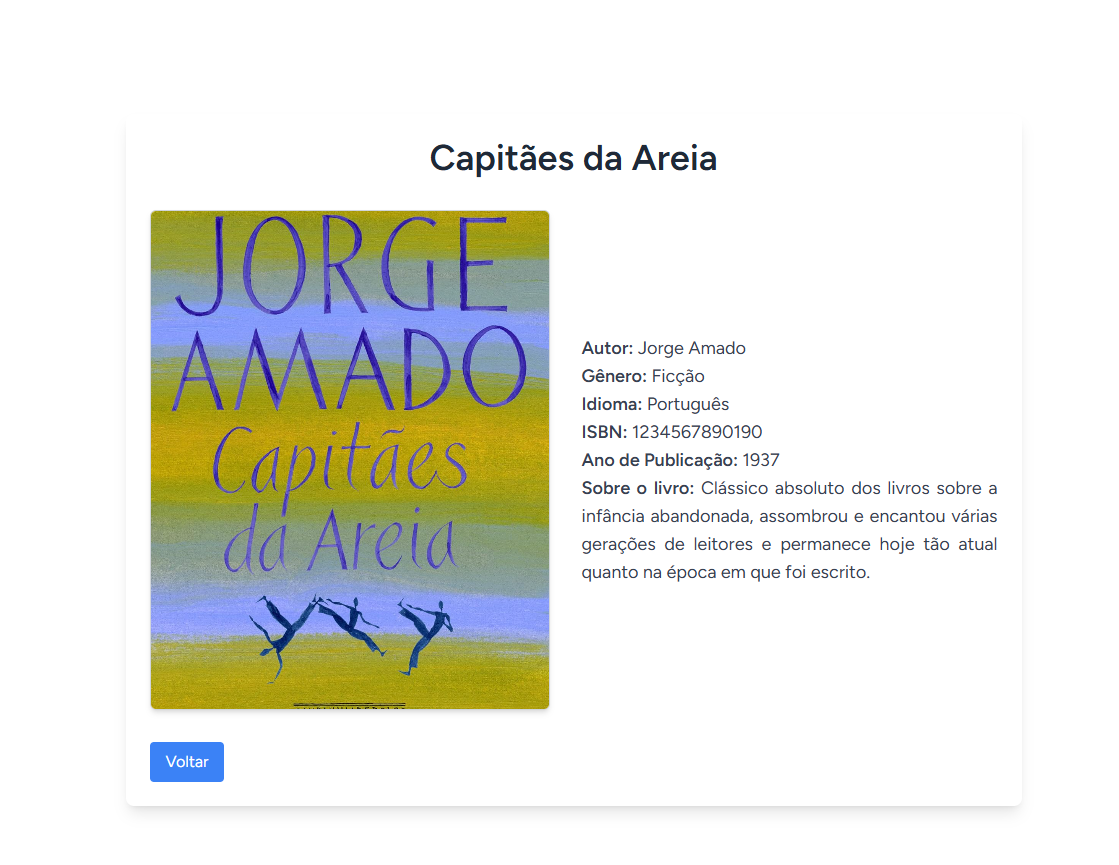 Capitães da Areia
JORGE
AMADO
Capitães
da Areia
Autor: Jorge Amado
Gênero: Ficção
Idioma: Português
ISBN: 1234567890190
Ano de Publicação: 1937
Sobre o livro: Clássico absoluto dos livros sobre a
infância abandonada, assombrou e encantou várias
gerações de leitores e permanece hoje tão atual
quanto na época em que foi escrito.
Voltar